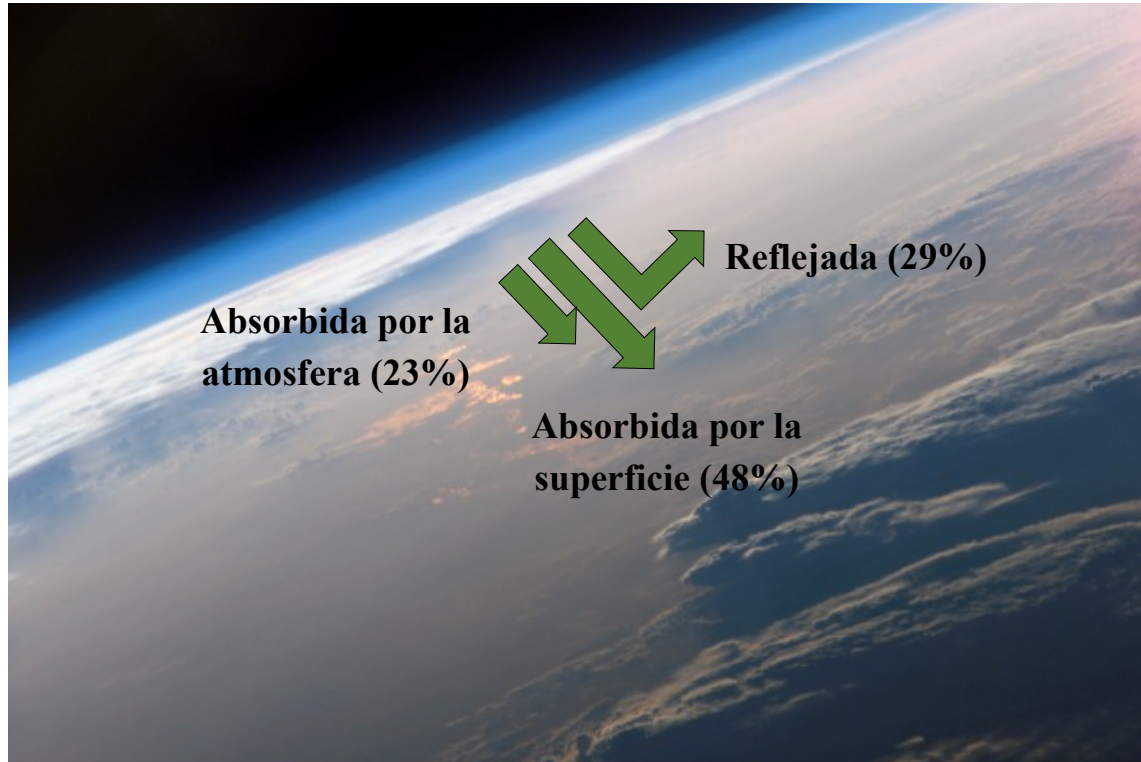 Reflejada (29%)
Absorbida por la
atmosfera (23%)
Absorbida por la
superficie (48%)